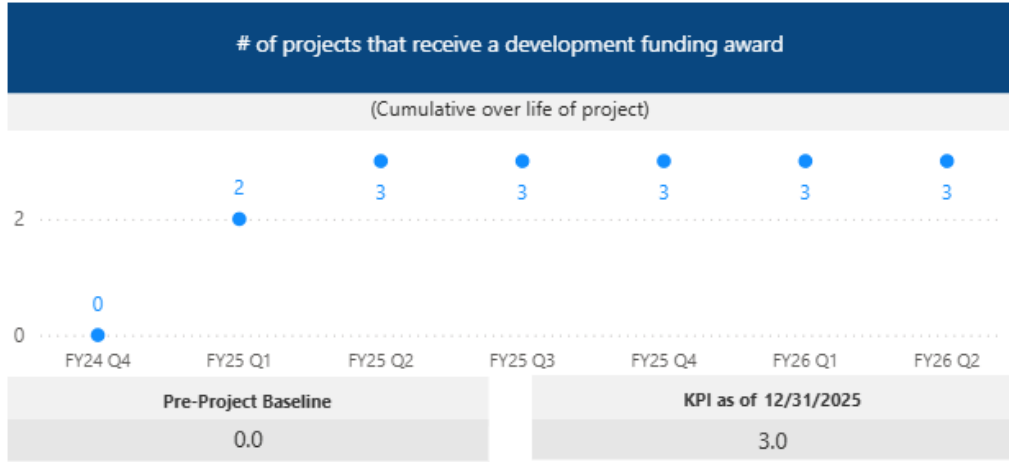 # of projects that receive a development funding award
(Cumulative over life of project)
2 3 3 3 3 3
2
0
0
FY24 Q4 FY25 Q1 FY25 Q2 FY25 Q3 FY25 Q4 FY26 Q1 FY26 Q2
Pre-Project Baseline KPI as of 12/31/2025
0.0 3.0